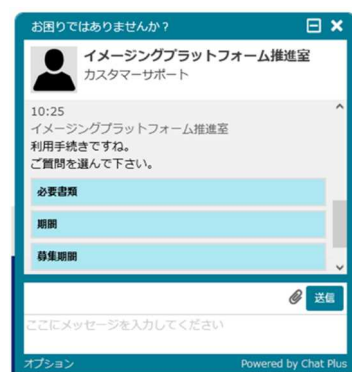 お困りではありませんか？
イメージングプラットフォーム推進室
カスタマーサポート
10:25
イメージングプラットフォーム推進室
利用手続きですね。
ご質問を選んで下さい。
必要書類
期間
募集期間
送信
ここにメッセージを入力してください
オプション
Powered by Chat Plus